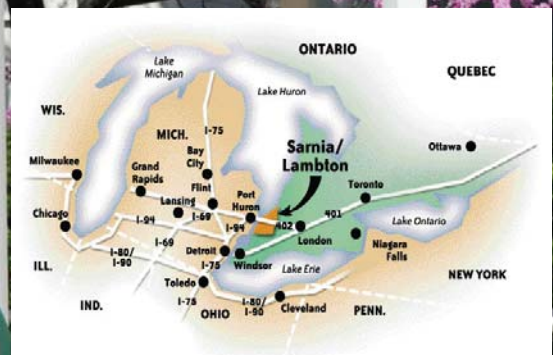 ONTARIO
Lake
Michigan
QUEBEC
Lake Huron
WIS.
MICH.
I-75
Sarnia/
Lambton
Ottawa
Bay
City
Milwaukee
Grand
Rapids
Flint
Toronto
Lansing
Port
Huron
I-69
401
I-94
402
Lake Ontario
Chicago
I-94
London
I-69
Detroit
Niagara
Falls
Windsor
I-80/
I-90
I-75
Lake Erie
ILL.
Toledo
NEW YORK
I-75
I-80/
I-90
IND.
OHIO
Cleveland
PENN.